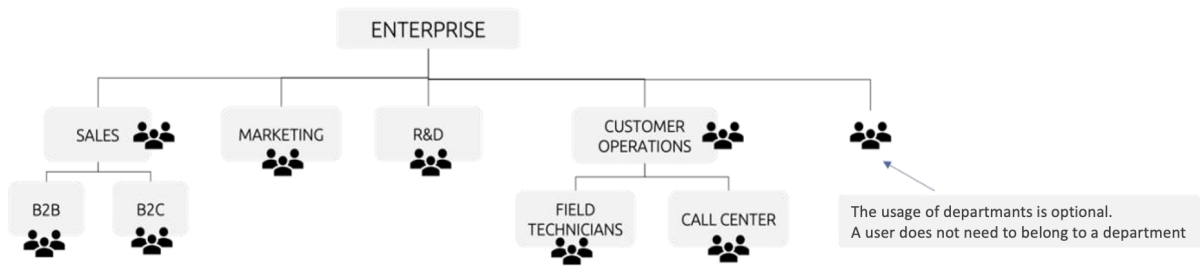 ENTERPRISE
SALES
MARKETING
R&D
CUSTOMER
OPERATIONS
B2B
B2C
FIELD
TECHNICIANS
CALL CENTER
The usage of departmants is optional.
A user does not need to belong to a department